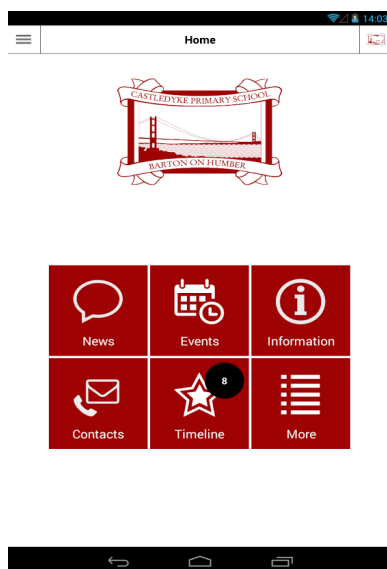 14:03
Home
CASTLEDYKE PRIMARY SCHOOL
BARTON ON HUMBER
News
Events
Information
8
Contacts
Timeline
More